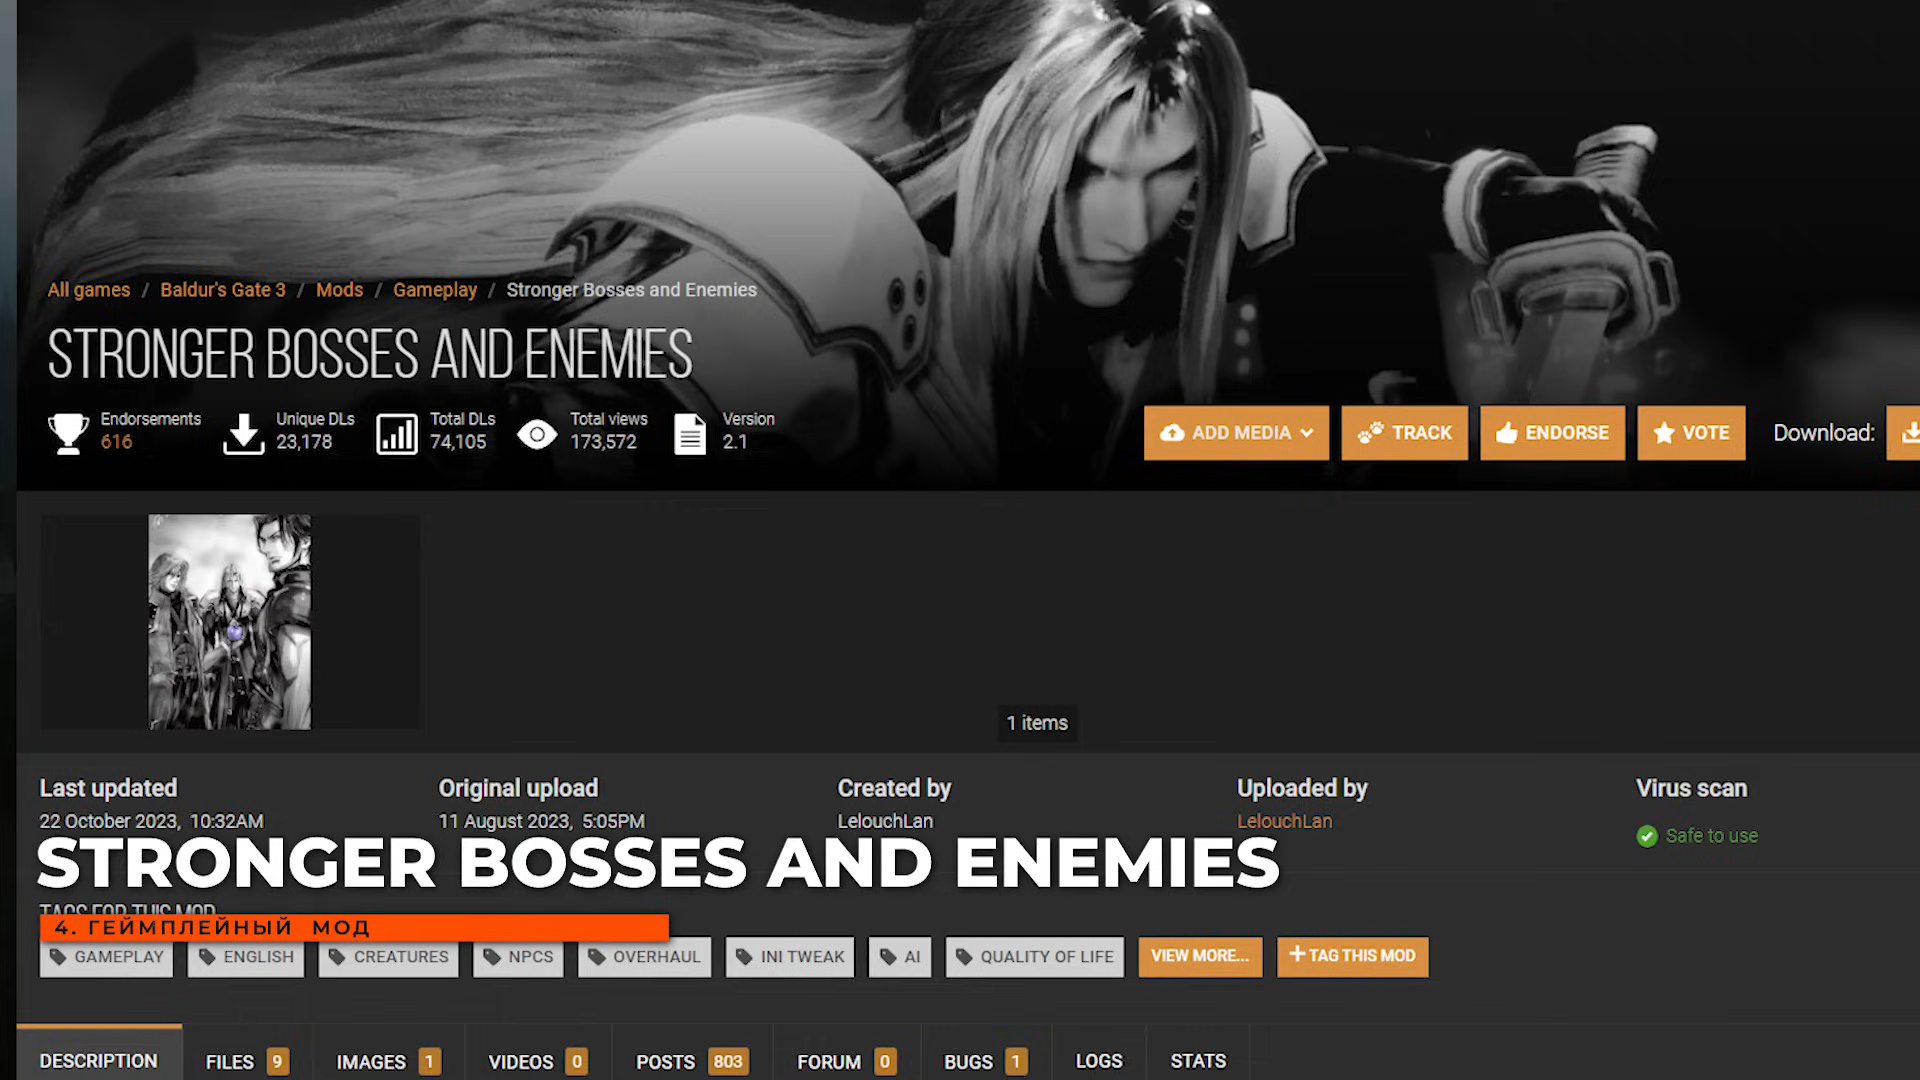 All games / Baldur's Gate 3 / Mods / Gameplay / Stronger Bosses and Enemies
STRONGER BOSSES AND ENEMIES
Endorsements
616
Unique DLs
23,178
Total DLs
74,105
Total views
173,572
Version
2.1
ADD MEDIA
TRACK
ENDORSE
VOTE
Download:
1 items
Last updated
22 October 2023, 10:32AM
Original upload
11 August 2023, 5:05PM
Created by
LelouchLan
Uploaded by
LelouchLan
Virus scan
Safe to use
STRONGER BOSSES AND ENEMIES
TAGS FOR THIS MOD
4. ГЕЙМПЛЕЙНЫЙ МОД
GAMEPLAY ENGLISH CREATURES NPCS OVERHAUL INI TWEAK AI QUALITY OF LIFE VIEW MORE... TAG THIS MOD
DESCRIPTION FILES 9 IMAGES 1 VIDEOS 0 POSTS 803 FORUM 0 BUGS 1 LOGS STATS